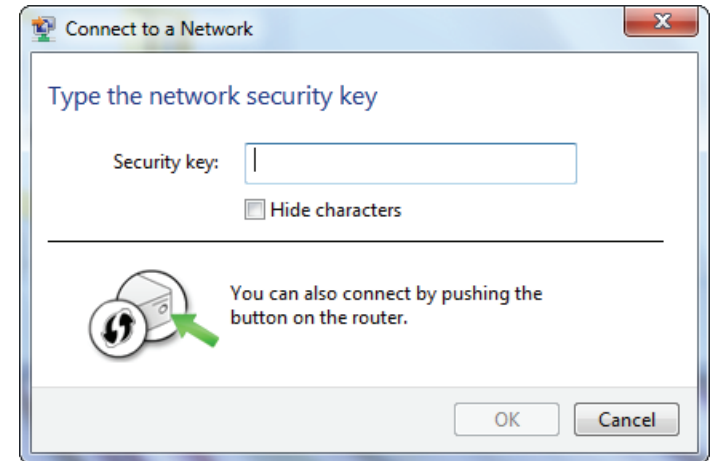 Connect to a Network
Type the network security key
Security key:
Hide characters
You can also connect by pushing the
button on the router.
OK
Cancel